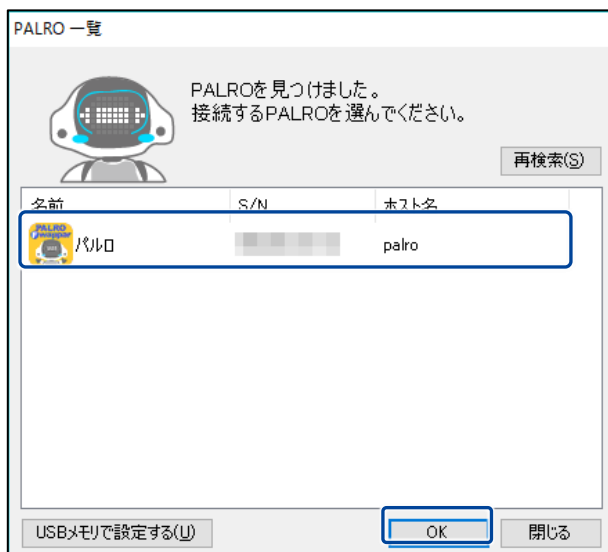 PALRO 一覧
PALROを見つけました。
接続するPALROを選んでください。
再検索(S)
名前 S/N ホスト名
PALRO
パルロ palro
USBメモリで設定する(U) OK 閉じる